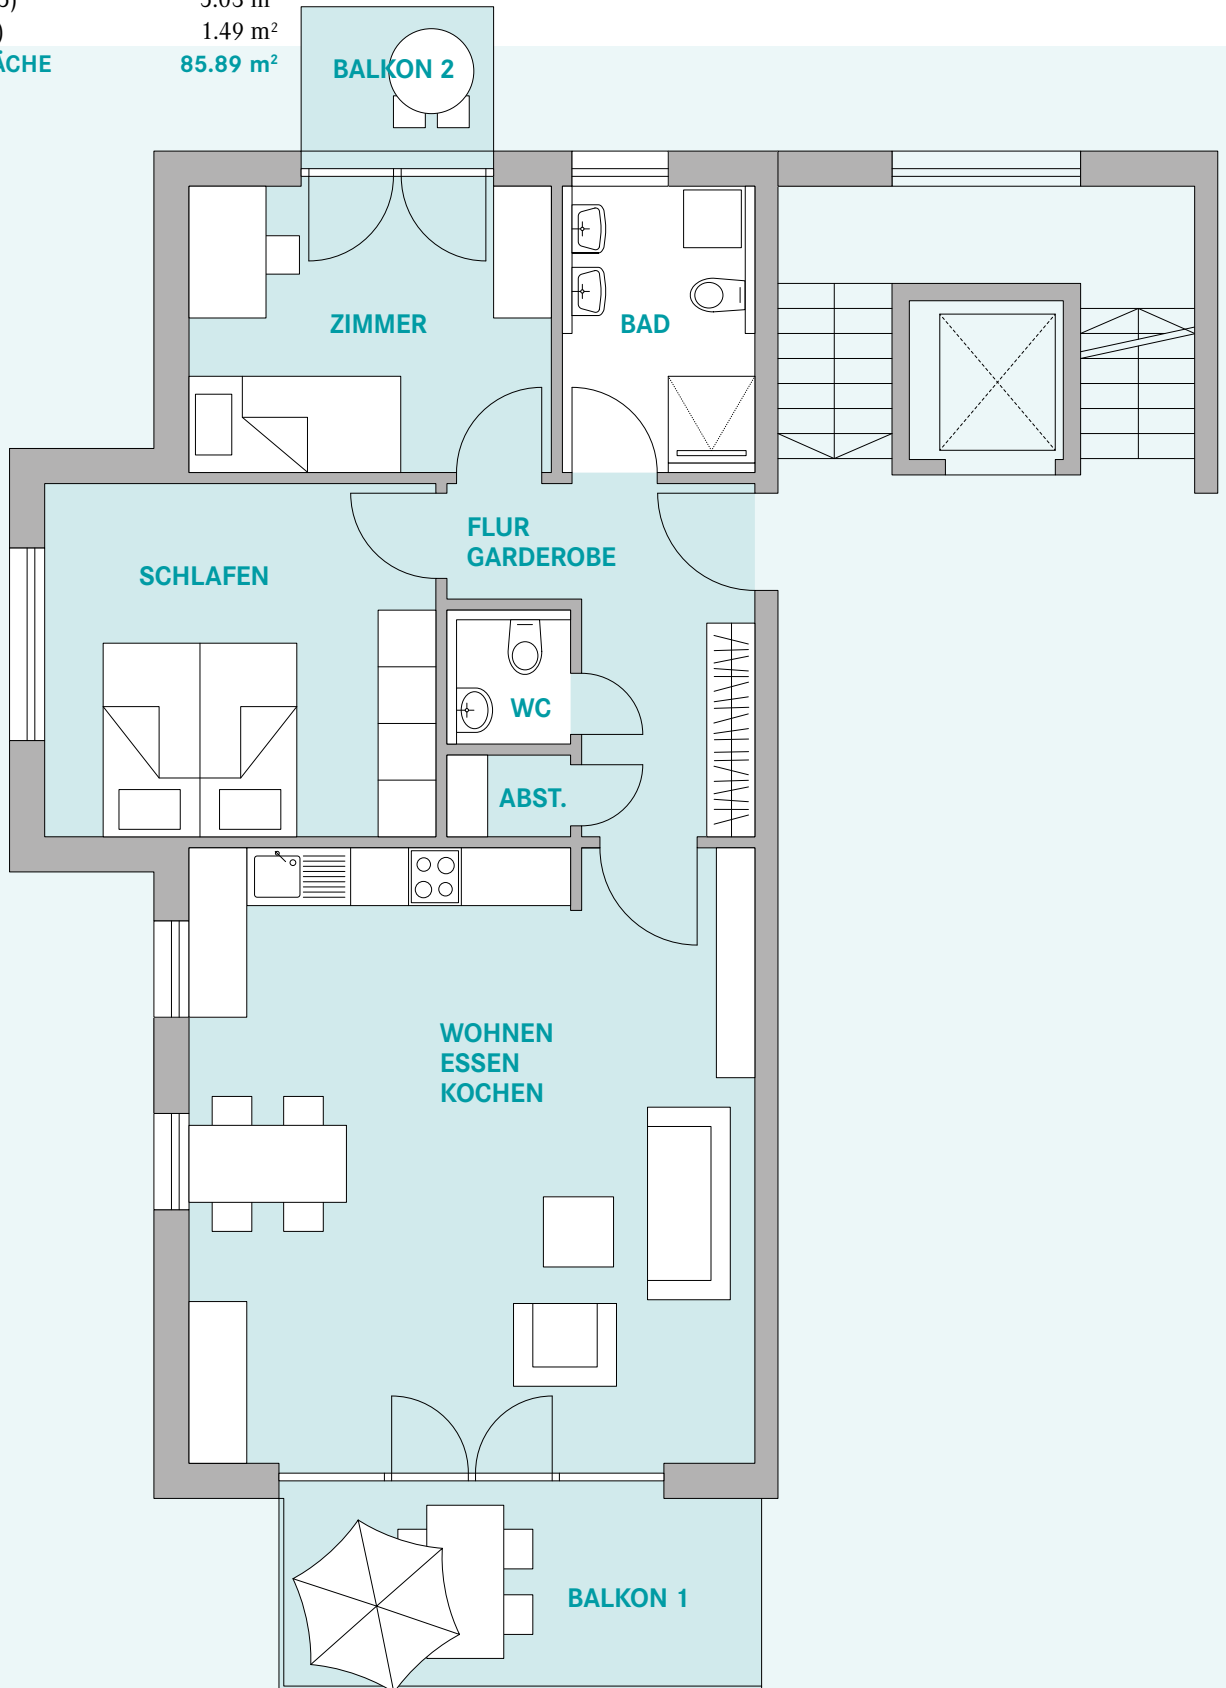 1.49 m²
85.89 m²
BALKON 2
ZIMMER
BAD
FLUR
GARDEROBE
SCHLAFEN
WC
ABST.
WOHNEN
ESSEN
KOCHEN
BALKON 1